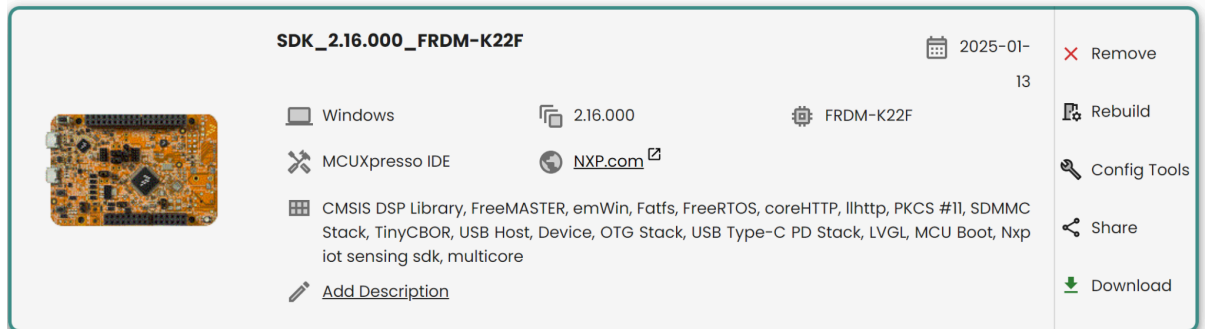 SDK_2.16.000_FRDM-K22F
2025-01-
13
Windows
2.16.000
FRDM-K22F
MCUXpresso IDE
NXP.com
CMSIS DSP Library, FreeMASTER, emWin, Fatfs, FreeRTOS, coreHTTP, llhttp, PKCS #11, SDMMC
Stack, TinyCBOR, USB Host, Device, OTG Stack, USB Type-C PD Stack, LVGL, MCU Boot, Nxp
iot sensing sdk, multicore
Add Description
Remove
Rebuild
Config Tools
Share
Download